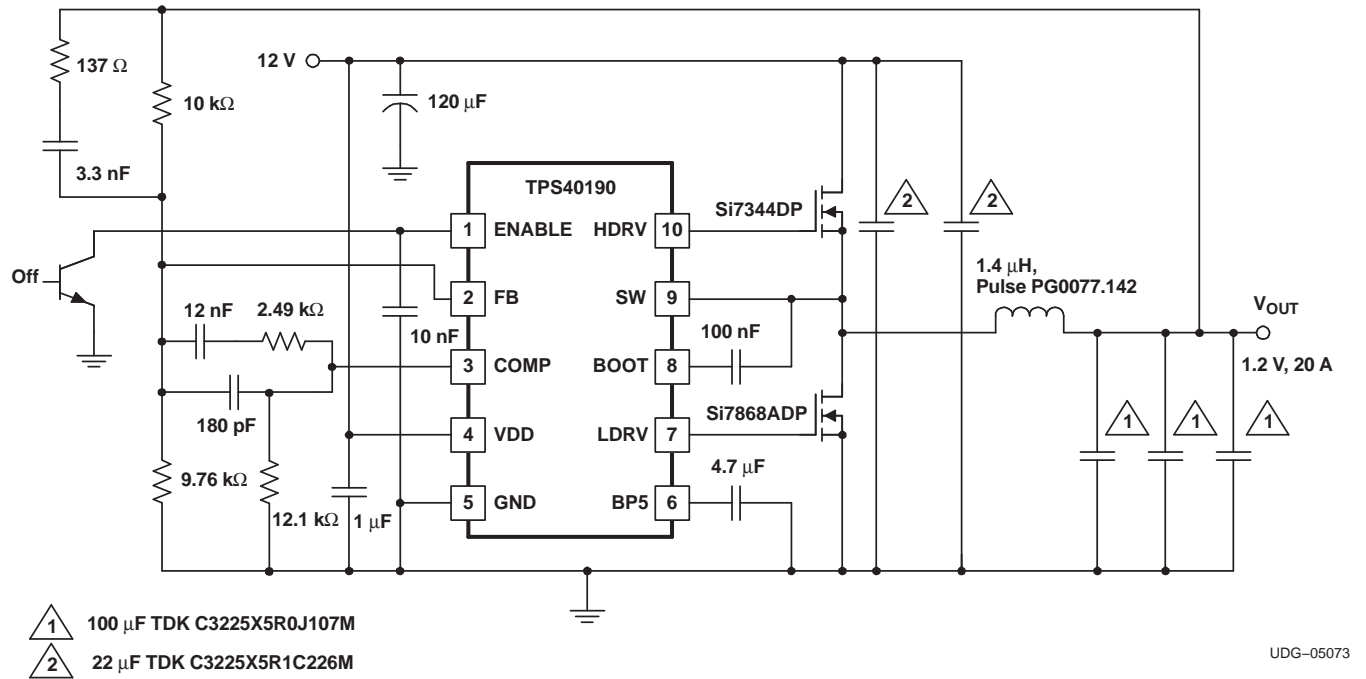 137 Ω
10 kΩ
3.3 nF
12 V
120 μF
TPS40190
1 ENABLE HDRV 10
2 FB SW 9
3 COMP BOOT 8
4 VDD LDRV 7
5 GND BP5 6
Off
12 nF
2.49 kΩ
10 nF
180 pF
9.76 kΩ
12.1 kΩ
1 μF
Si7344DP
2
2
100 nF
Si7868ADP
4.7 μF
1.4 μH,
Pulse PG0077.142
VOUT
1.2 V, 20 A
1
1
1
1 100 μF TDK C3225X5R0J107M
2 22 μF TDK C3225X5R1C226M
UDG−05073